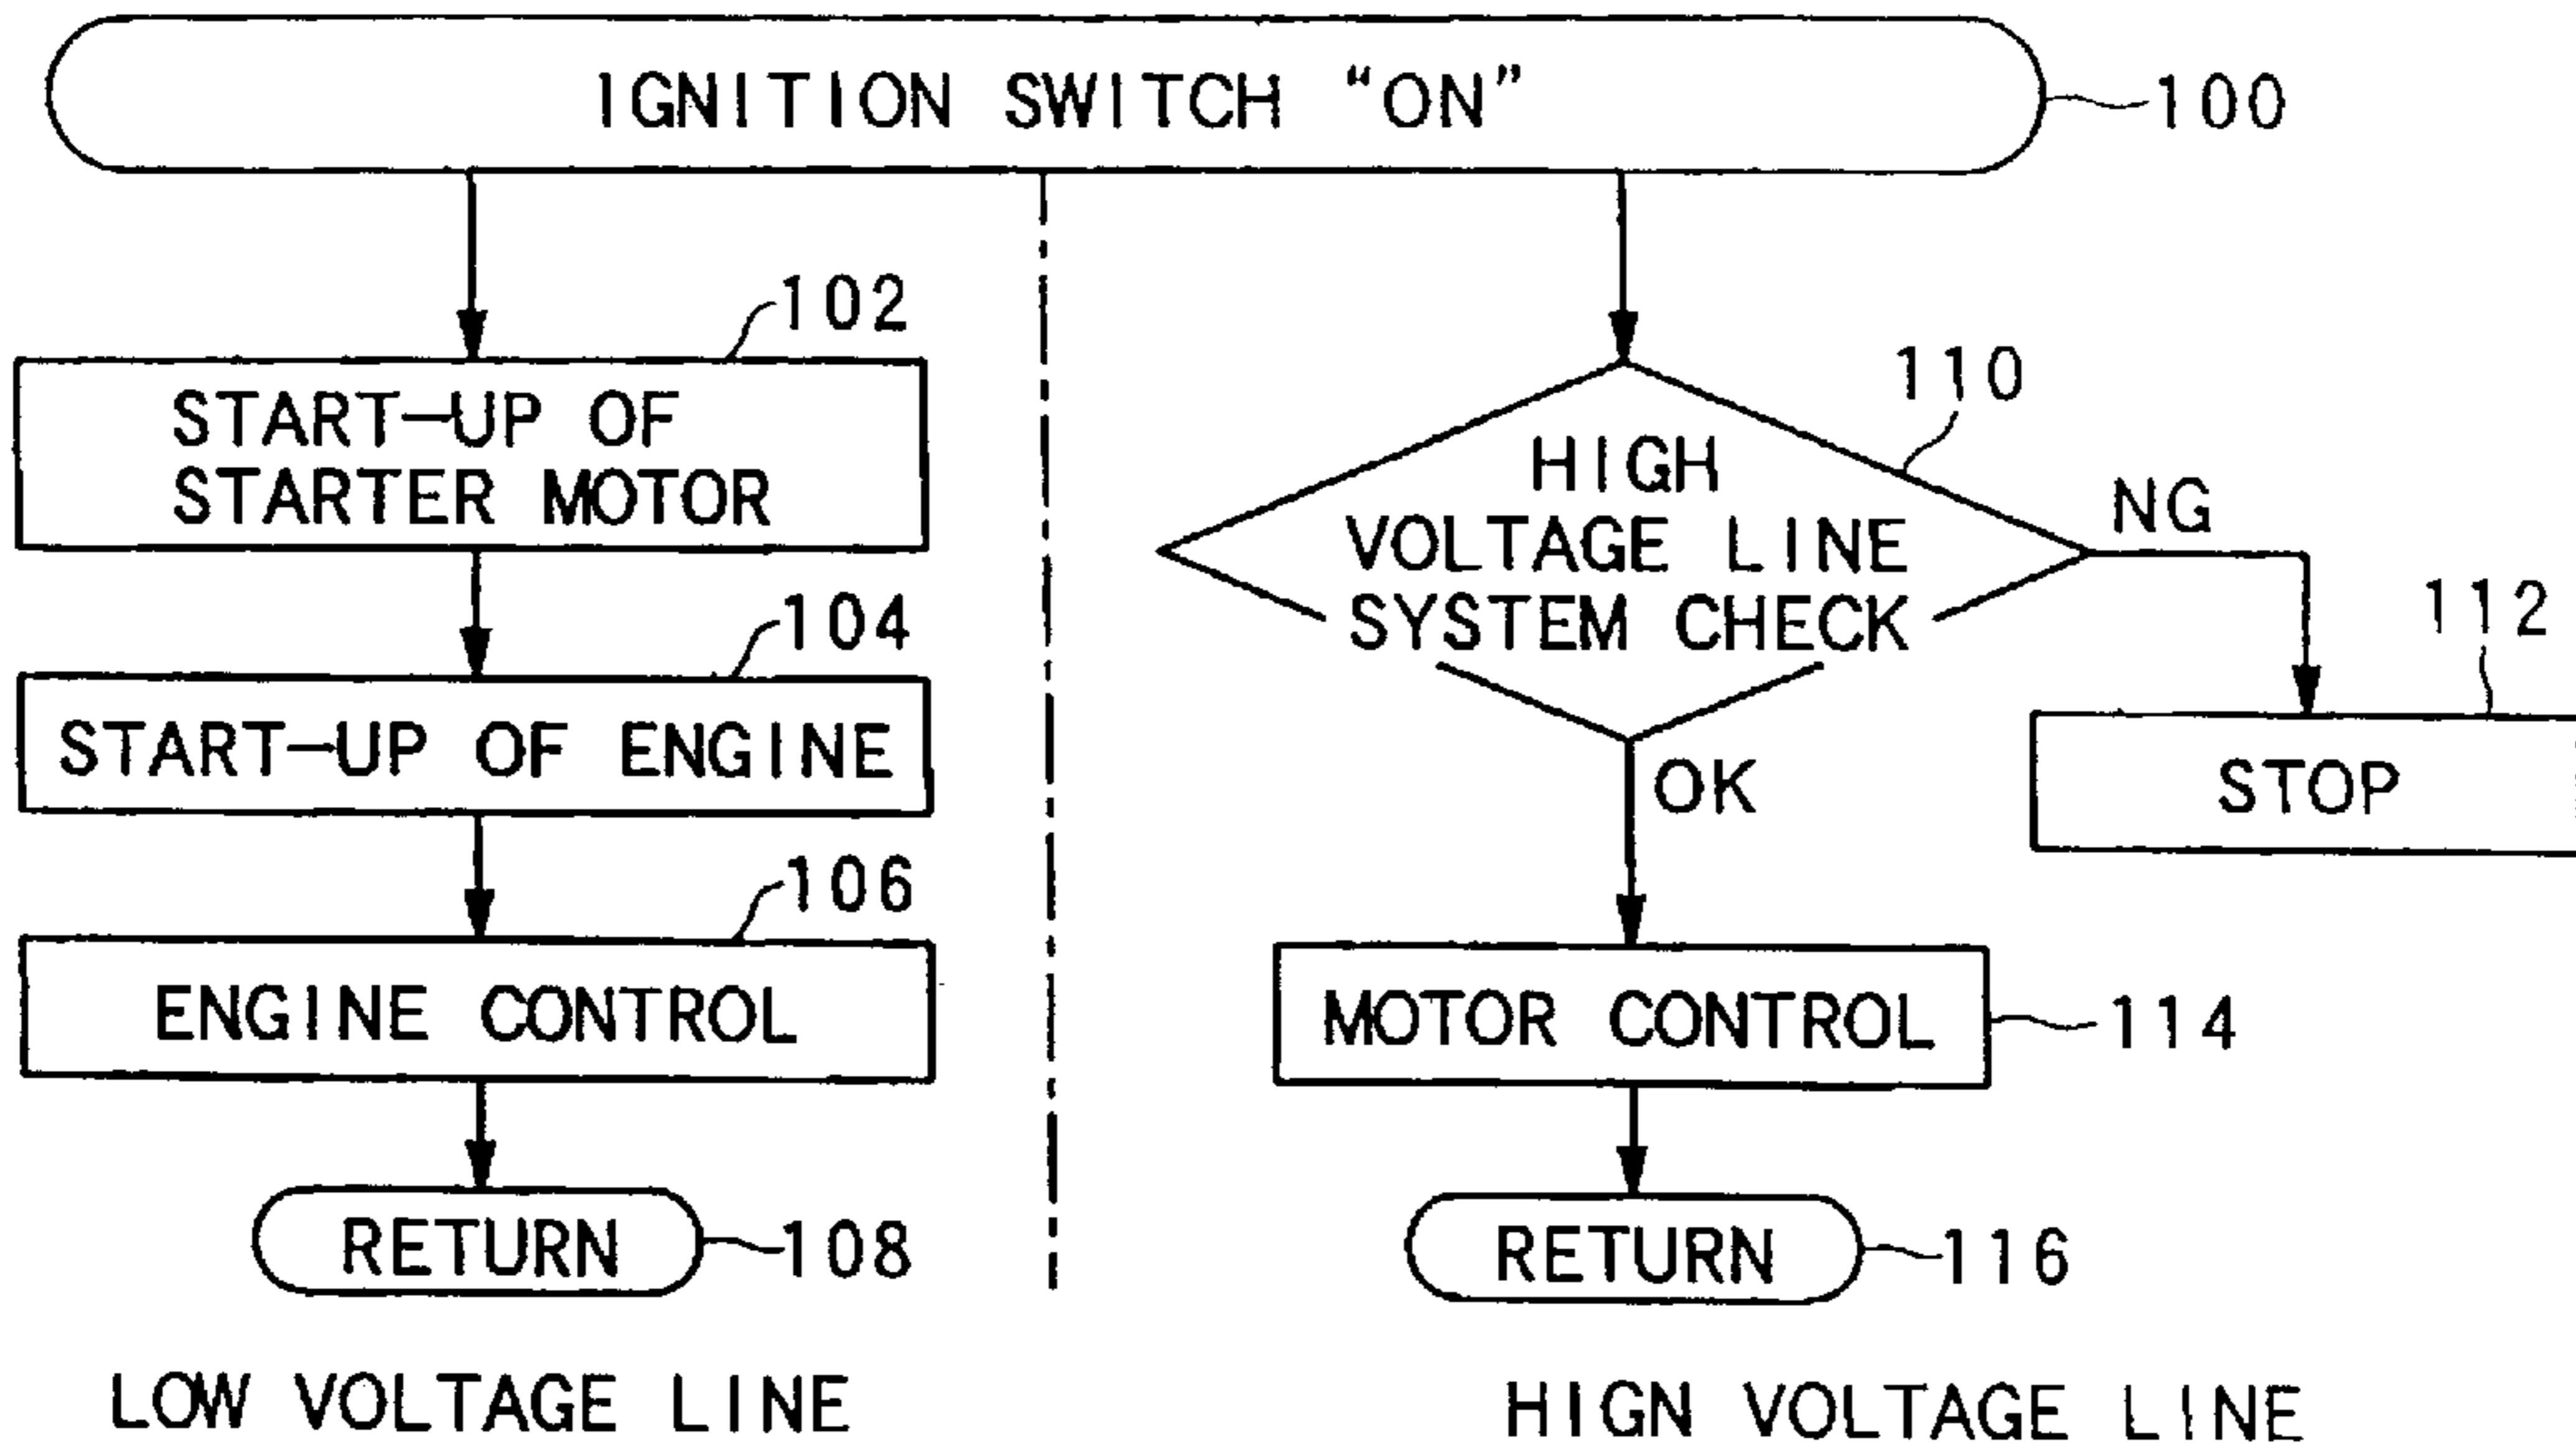 IGNITION SWITCH “ON”
100
102
START-UP OF
STARTER MOTOR
104
START-UP OF ENGINE
106
ENGINE CONTROL
RETURN
108
LOW VOLTAGE LINE
110
HIGH
VOLTAGE LINE
SYSTEM CHECK
NG
112
STOP
OK
MOTOR CONTROL
114
RETURN
116
HIGN VOLTAGE LINE